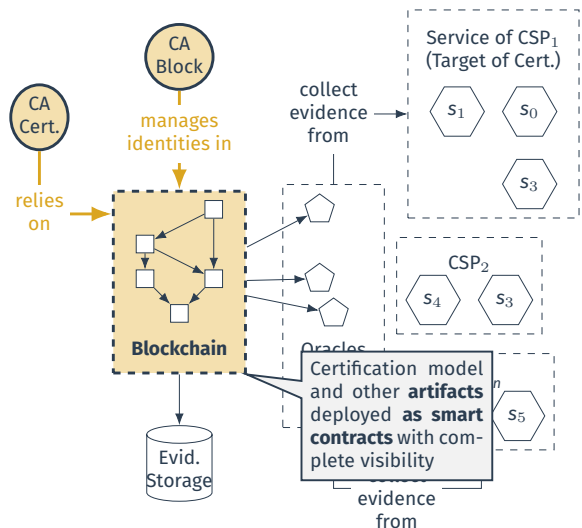 CA
Block
CA
Cert.
manages
identities in
relies
on
collect
evidence
from
Service of CSP1
(Target of Cert.)
s1
s0
s3
CSP2
s4
s3
n
s5
Blockchain
Oracles
Certification model
and other artifacts
deployed as smart
contracts with com-
plete visibility
Evid.
Storage
collect
evidence
from